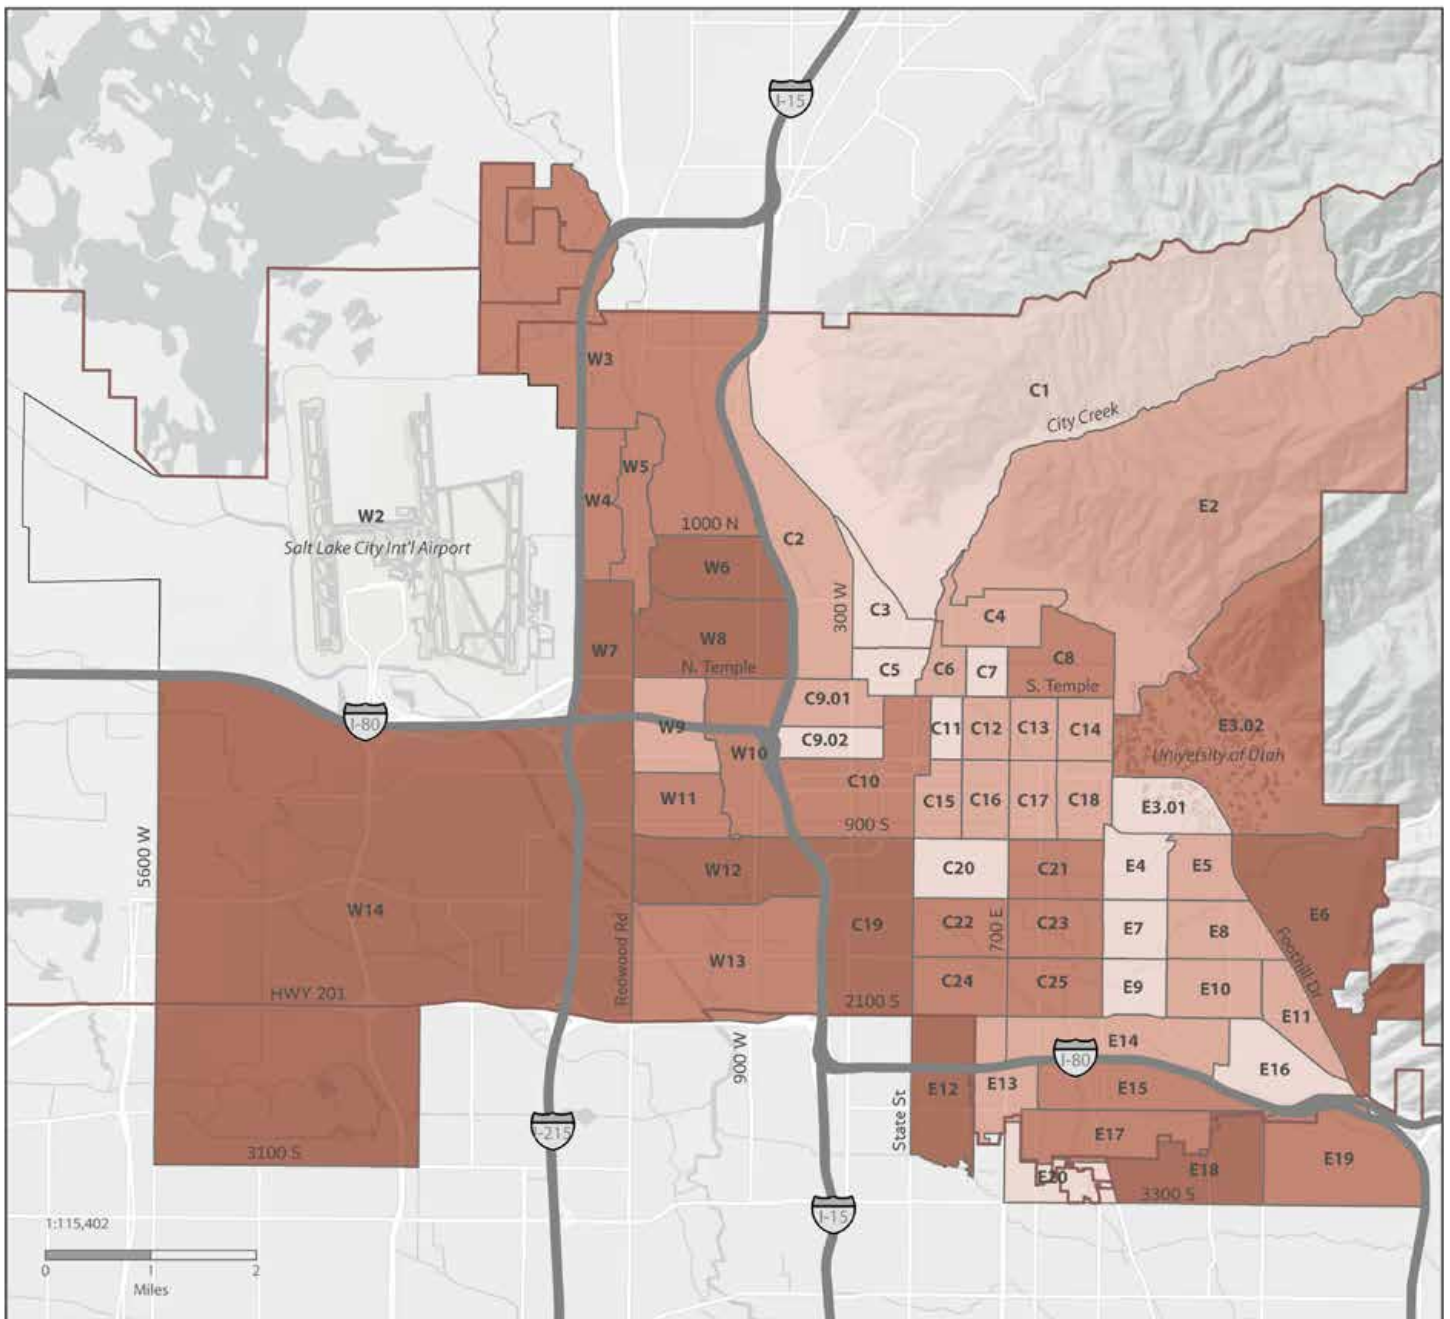 I-15
W3
C1
City Creek
W5
W4
E2
W2
1000 N
Salt Lake City Int'l Airport
C2
W6
300 W
C3
C4
W8
W7
N. Temple
C5
C6
C7
C8
S. Temple
C9.01
I-80
W9
C11
C12
C13
C14
E3.02
C9.02
W10
University of Utah
C10
W11
C15
C16
C17
C18
E3.01
900 S
5600 W
W12
C20
C21
E4
E5
W14
E6
Redwood Rd
C19
C22
700 E
C23
E7
E8
W13
Foothill Dr
C24
C25
E9
E10
HWY 201
2100 S
E11
E14
900 W
I-80
E16
State St
E12
E13
E15
I-215
E17
3100 S
E20
E18
E19
3300 S
I-15
1:115,402
0
1
2
Miles